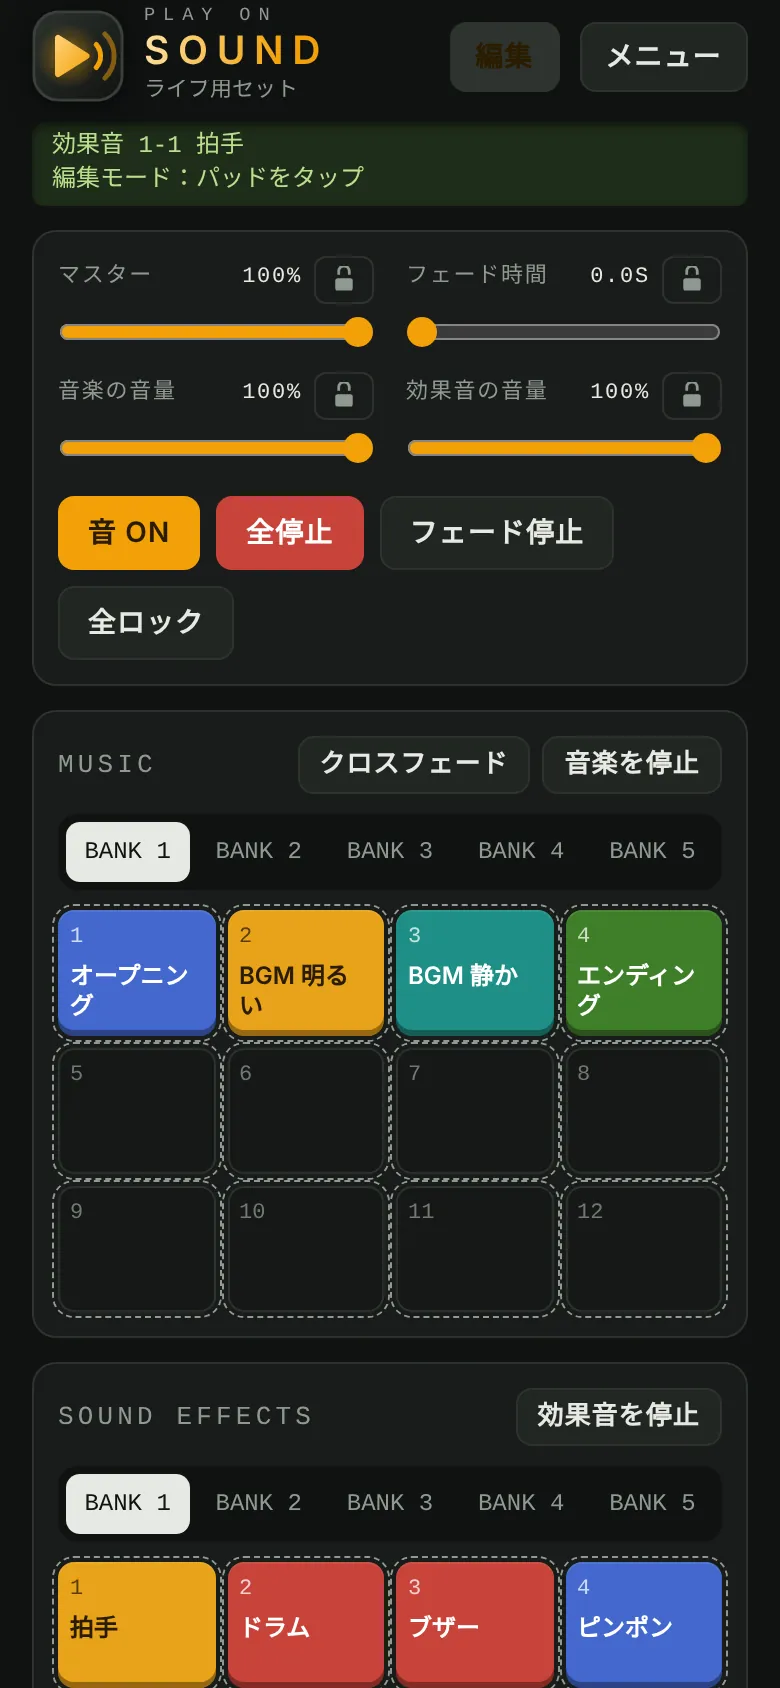 PLAY ON
SOUND
ライブ用セット
編集
メニュー
効果音 1-1 拍手
編集モード：パッドをタップ
マスター 100%
フェード時間 0.0S
音楽の音量 100%
効果音の音量 100%
音 ON
全停止
フェード停止
全ロック
MUSIC
クロスフェード
音楽を停止
BANK 1
BANK 2
BANK 3
BANK 4
BANK 5
1
オープニン
グ
2
BGM 明る
い
3
BGM 静か
4
エンディン
グ
5
6
7
8
9
10
11
12
SOUND EFFECTS
効果音を停止
BANK 1
BANK 2
BANK 3
BANK 4
BANK 5
1
拍手
2
ドラム
3
ブザー
4
ピンポン